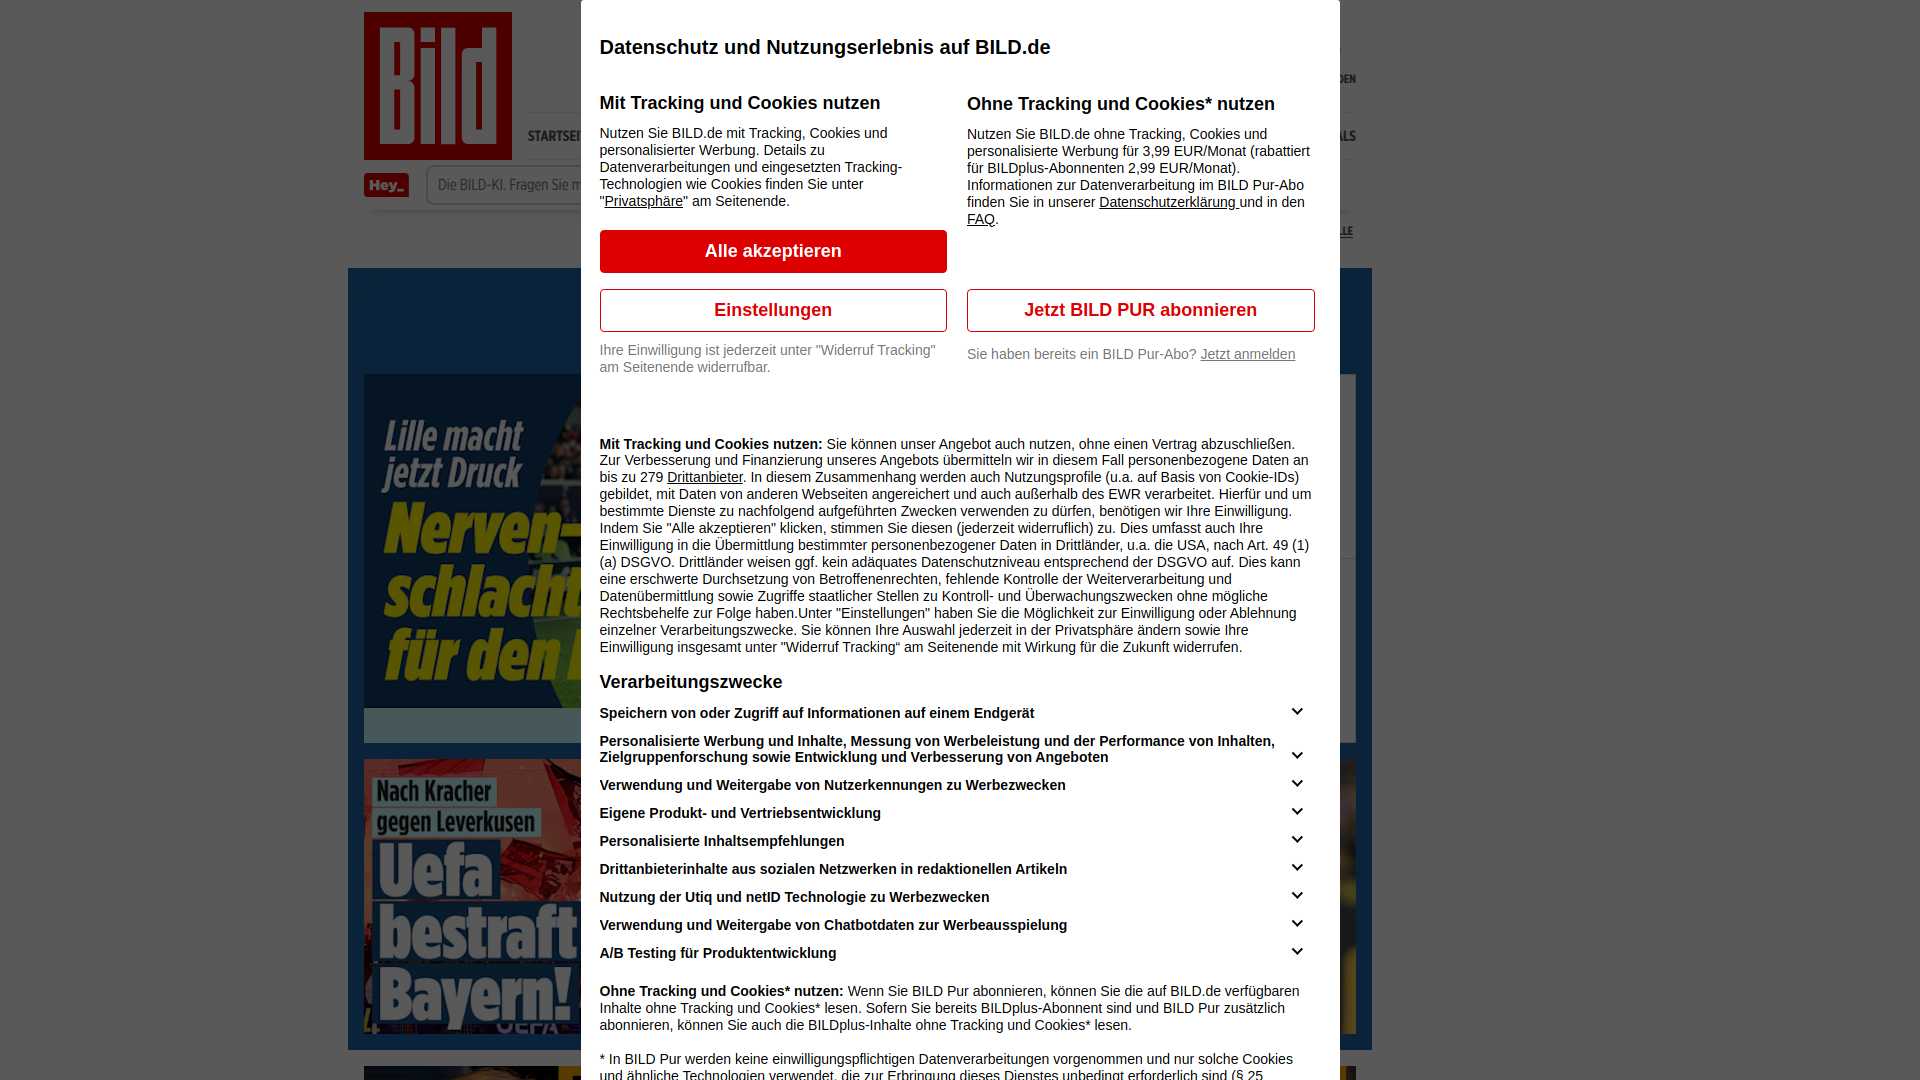 Bild
STARTSEI
Hey_
Die BILD-KI. Fragen Sie m
DEN
ALS
LLE
Lille macht
jetzt Druck
Nerven-
schlacht
für den
Nach Kracher
gegen Leverkusen
Uefa
bestraft
Bayern!
Datenschutz und Nutzungserlebnis auf BILD.de
Mit Tracking und Cookies nutzen
Nutzen Sie BILD.de mit Tracking, Cookies und
personalisierter Werbung. Details zu
Datenverarbeitungen und eingesetzten Tracking-
Technologien wie Cookies finden Sie unter
"Privatsphäre" am Seitenende.
Alle akzeptieren
Einstellungen
Ihre Einwilligung ist jederzeit unter "Widerruf Tracking"
am Seitenende widerrufbar.
Ohne Tracking und Cookies* nutzen
Nutzen Sie BILD.de ohne Tracking, Cookies und
personalisierte Werbung für 3,99 EUR/Monat (rabattiert
für BILDplus-Abonnenten 2,99 EUR/Monat).
Informationen zur Datenverarbeitung im BILD Pur-Abo
finden Sie in unserer Datenschutzerklärung und in den
FAQ.
Jetzt BILD PUR abonnieren
Sie haben bereits ein BILD Pur-Abo? Jetzt anmelden
Mit Tracking und Cookies nutzen: Sie können unser Angebot auch nutzen, ohne einen Vertrag abzuschließen.
Zur Verbesserung und Finanzierung unseres Angebots übermitteln wir in diesem Fall personenbezogene Daten an
bis zu 279 Drittanbieter. In diesem Zusammenhang werden auch Nutzungsprofile (u.a. auf Basis von Cookie-IDs)
gebildet, mit Daten von anderen Webseiten angereichert und auch außerhalb des EWR verarbeitet. Hierfür und um
bestimmte Dienste zu nachfolgend aufgeführten Zwecken verwenden zu dürfen, benötigen wir Ihre Einwilligung.
Indem Sie "Alle akzeptieren" klicken, stimmen Sie diesen (jederzeit widerruflich) zu. Dies umfasst auch Ihre
Einwilligung in die Übermittlung bestimmter personenbezogener Daten in Drittländer, u.a. die USA, nach Art. 49 (1)
(a) DSGVO. Drittländer weisen ggf. kein adäquates Datenschutzniveau entsprechend der DSGVO auf. Dies kann
eine erschwerte Durchsetzung von Betroffenenrechten, fehlende Kontrolle der Weiterverarbeitung und
Datenübermittlung sowie Zugriffe staatlicher Stellen zu Kontroll- und Überwachungszwecken ohne mögliche
Rechtsbehelfe zur Folge haben.Unter "Einstellungen" haben Sie die Möglichkeit zur Einwilligung oder Ablehnung
einzelner Verarbeitungszwecke. Sie können Ihre Auswahl jederzeit in der Privatsphäre ändern sowie Ihre
Einwilligung insgesamt unter "Widerruf Tracking“ am Seitenende mit Wirkung für die Zukunft widerrufen.
Verarbeitungszwecke
Speichern von oder Zugriff auf Informationen auf einem Endgerät
Personalisierte Werbung und Inhalte, Messung von Werbeleistung und der Performance von Inhalten,
Zielgruppenforschung sowie Entwicklung und Verbesserung von Angeboten
Verwendung und Weitergabe von Nutzerkennungen zu Werbezwecken
Eigene Produkt- und Vertriebsentwicklung
Personalisierte Inhaltsempfehlungen
Drittanbieterinhalte aus sozialen Netzwerken in redaktionellen Artikeln
Nutzung der Utiq und netID Technologie zu Werbezwecken
Verwendung und Weitergabe von Chatbotdaten zur Werbeausspielung
A/B Testing für Produktentwicklung
Ohne Tracking und Cookies* nutzen: Wenn Sie BILD Pur abonnieren, können Sie die auf BILD.de verfügbaren
Inhalte ohne Tracking und Cookies* lesen. Sofern Sie bereits BILDplus-Abonnent sind und BILD Pur zusätzlich
abonnieren, können Sie auch die BILDplus-Inhalte ohne Tracking und Cookies* lesen.
* In BILD Pur werden keine einwilligungspflichtigen Datenverarbeitungen vorgenommen und nur solche Cookies
und ähnliche Technologien verwendet, die zur Erbringung dieses Dienstes unbedingt erforderlich sind (§ 25